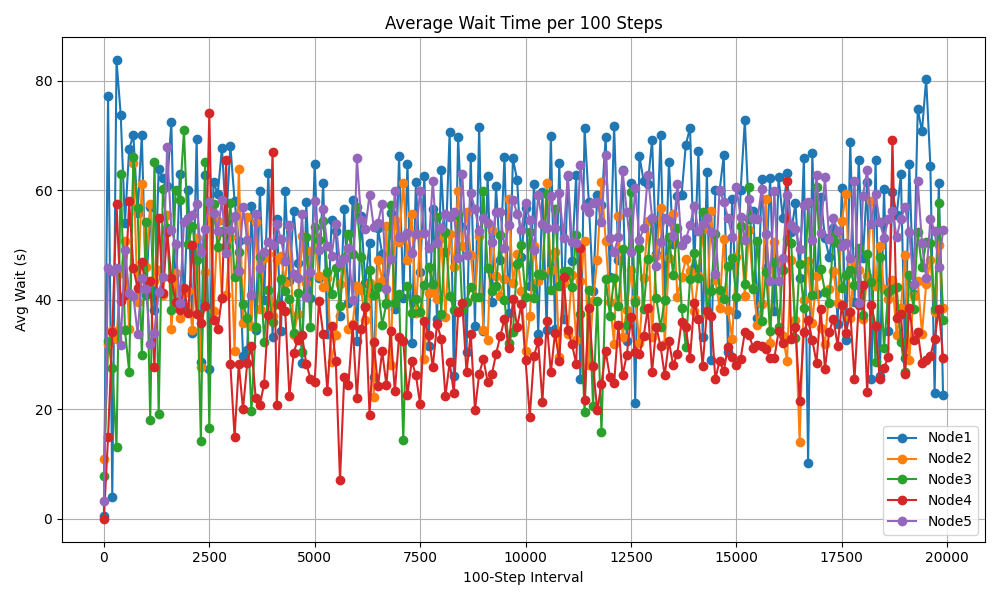 Average Wait Time per 100 Steps
Avg Wait (s)
80
60
40
20
0
0 2500 5000 7500 10000 12500 15000 17500 20000
100-Step Interval
Node1
Node2
Node3
Node4
Node5